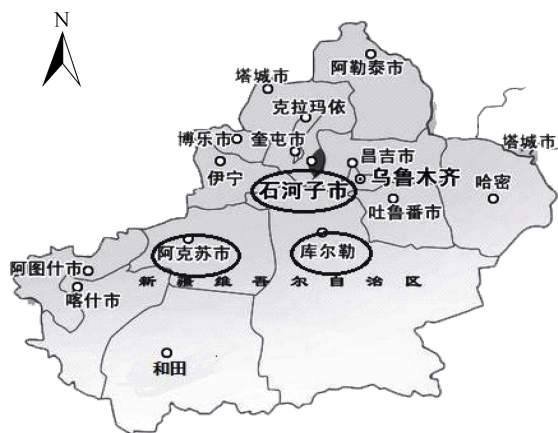 N
阿勒泰市
塔城市
克拉玛依
博乐市
奎屯市
塔城市
昌吉市
伊宁
乌鲁木齐
石河子市
哈密
吐鲁番市
阿克苏市
库尔勒
阿图什市
新疆维吾尔自治区
喀什市
和田